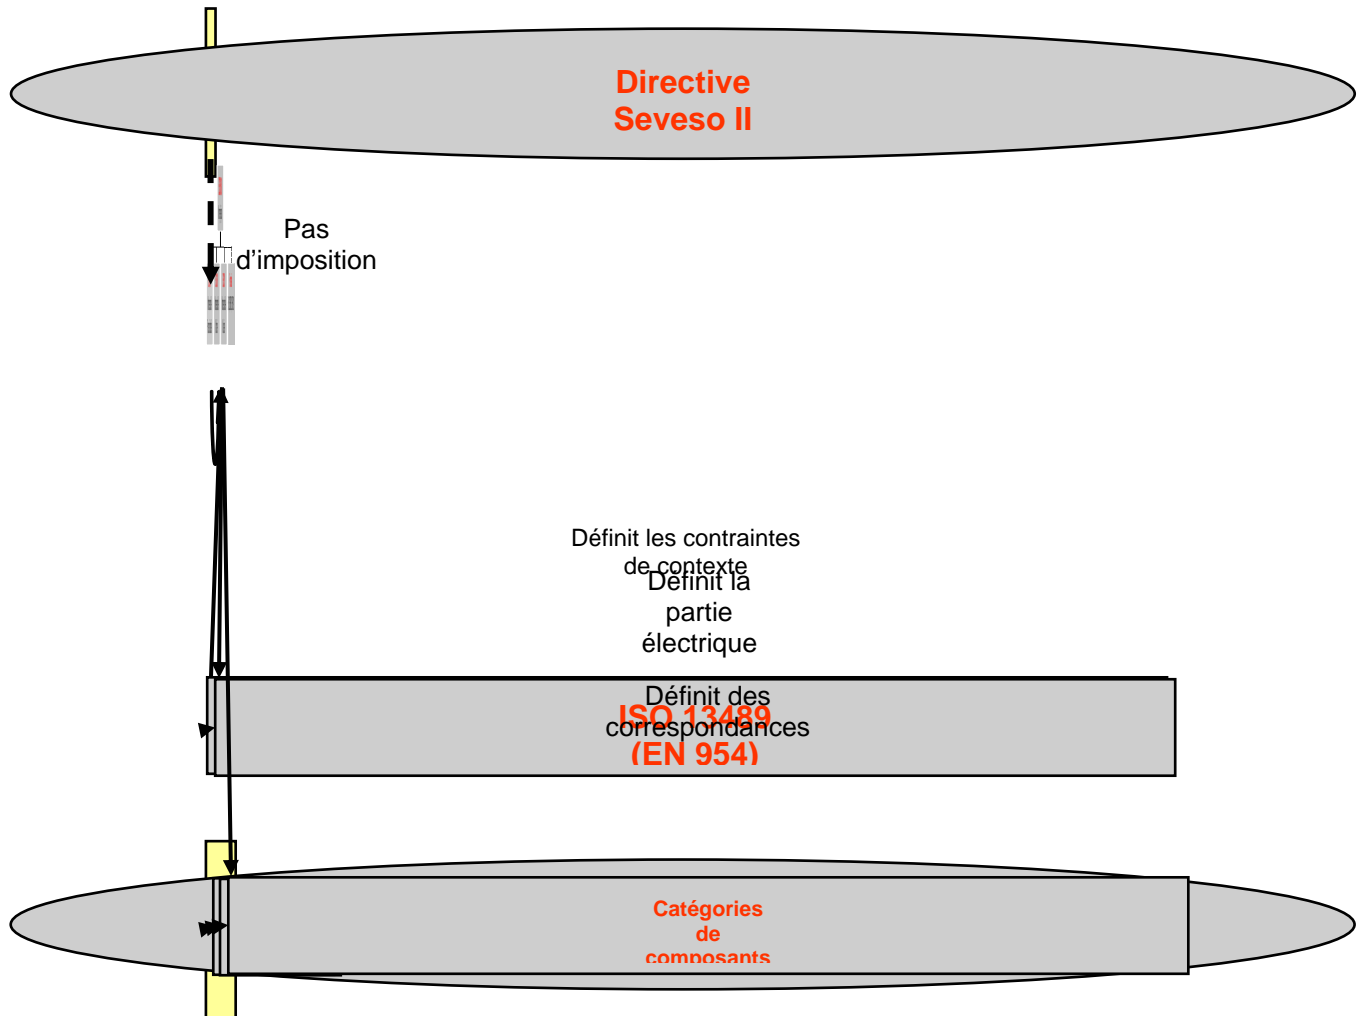 Directive
Seveso II
Pas
d'imposition
Définit les contraintes
de contexte
Définit la
partie
électrique
Définit des
correspondances
ISO 13489
(EN 954)
Catégories
de
composants